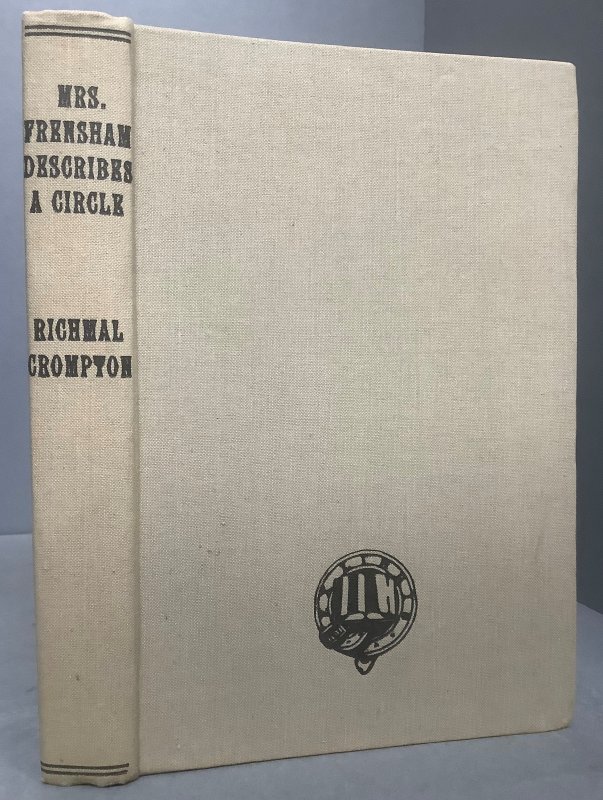 MRS.
FRENSHAM
DESCRIBES
A CIRCLE
RICHMAL
CROMPTON